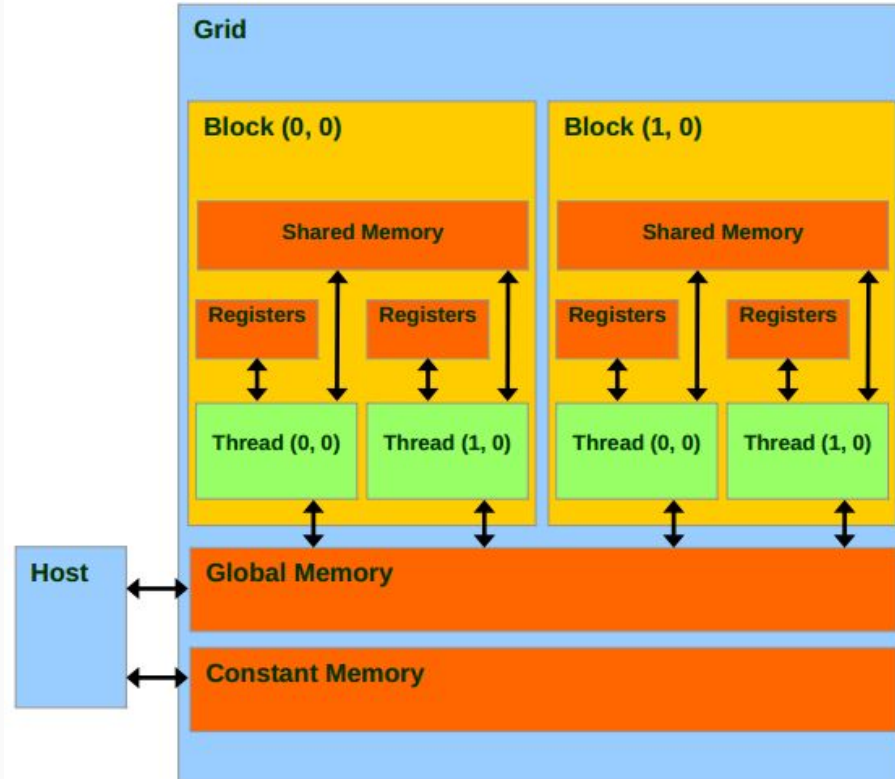 Grid
Block (0, 0)
Block (1, 0)
Shared Memory
Shared Memory
Registers
Registers
Registers
Registers
Thread (0, 0)
Thread (1, 0)
Thread (0, 0)
Thread (1, 0)
Host
Global Memory
Constant Memory